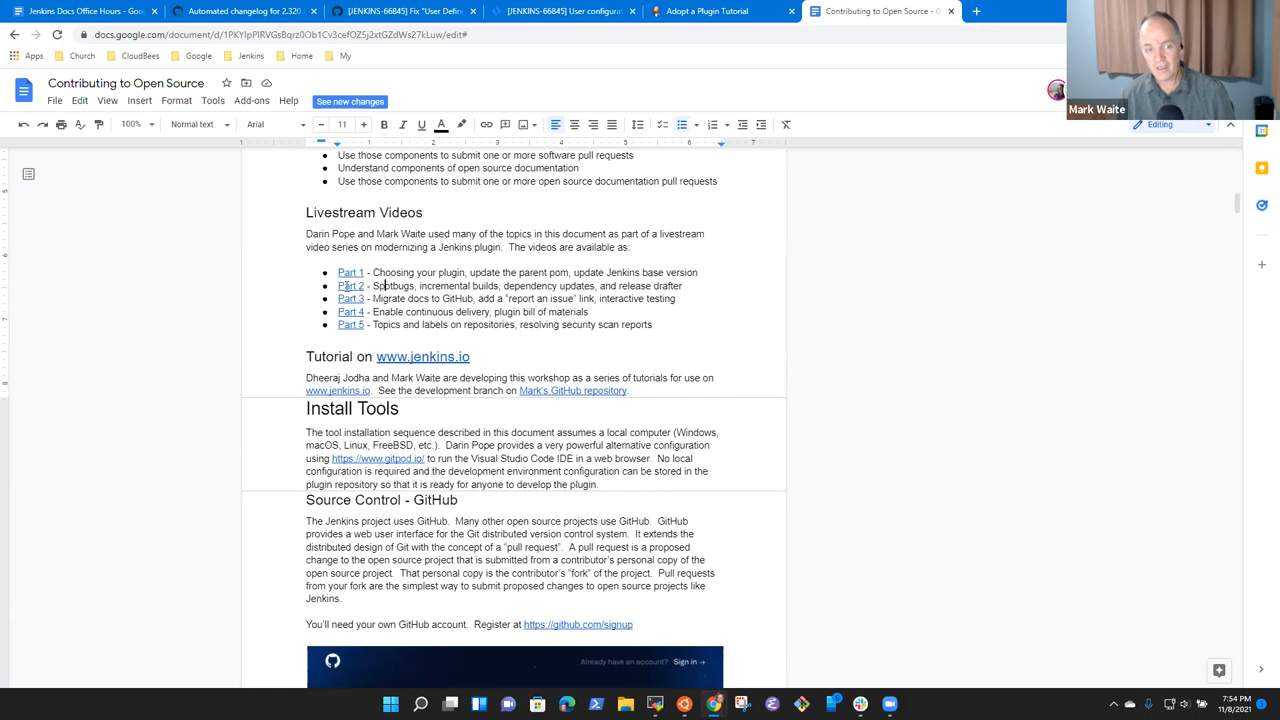 Jenkins Docs Office Hours - Goo
Automated changelog for 2.320
[JENKINS-66845] Fix "User Defin
[JENKINS-66845] User configurat
Adopt a Plugin Tutorial
Contributing to Open Source - G
Apps Church CloudBees Google Jenkins Home My
Contributing to Open Source
File Edit View Insert Format Tools Add-ons Help See new changes
100% Normal text Arial 11 Editing
Mark Waite
Use those components to submit one or more software pull requests
Understand components of open source documentation
Use those components to submit one or more open source documentation pull requests
Livestream Videos
Darin Pope and Mark Waite used many of the topics in this document as part of a livestream
video series on modernizing a Jenkins plugin. The videos are available as:
Part 1 - Choosing your plugin, update the parent pom, update Jenkins base version
Part 2 - Spotbugs, incremental builds, dependency updates, and release drafter
Part 3 - Migrate docs to GitHub, add a “report an issue” link, interactive testing
Part 4 - Enable continuous delivery, plugin bill of materials
Part 5 - Topics and labels on repositories, resolving security scan reports
Tutorial on www.jenkins.io
Dheeraj Jodha and Mark Waite are developing this workshop as a series of tutorials for use on
www.jenkins.io. See the development branch on Mark's GitHub repository.
Install Tools
The tool installation sequence described in this document assumes a local computer (Windows,
macOS, Linux, FreeBSD, etc.). Darin Pope provides a very powerful alternative configuration
using https://www.gitpod.io/ to run the Visual Studio Code IDE in a web browser. No local
configuration is required and the development environment configuration can be stored in the
plugin repository so that it is ready for anyone to develop the plugin.
Source Control - GitHub
The Jenkins project uses GitHub. Many other open source projects use GitHub. GitHub
provides a web user interface for the Git distributed version control system. It extends the
distributed design of Git with the concept of a “pull request”. A pull request is a proposed
change to the open source project that is submitted from a contributor's personal copy of the
open source project. That personal copy is the contributor's “fork” of the project. Pull requests
from your fork are the simplest way to submit proposed changes to open source projects like
Jenkins.
You'll need your own GitHub account. Register at https://github.com/signup
Already have an account? Sign in →
7:54 PM
11/8/2021